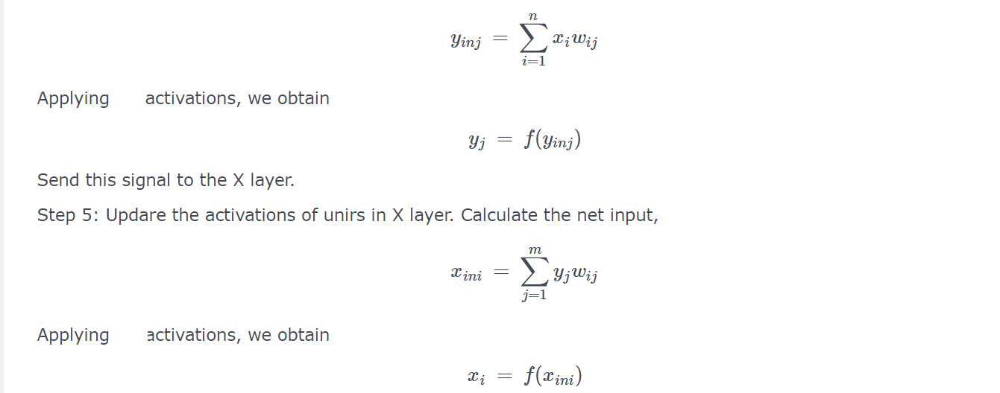 y_{inj} = \sum_{i=1}^{n} x_i w_{ij}
Applying activations, we obtain
y_j = f(y_{inj})
Send this signal to the X layer.
Step 5: Updare the activations of unirs in X layer. Calculate the net input,
x_{ini} = \sum_{j=1}^{m} y_j w_{ij}
Applying activations, we obtain
x_i = f(x_{ini})